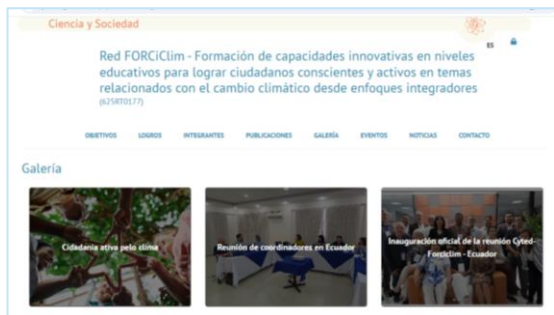 Ciencia y Sociedad
ES
Red FORCiClim - Formación de capacidades innovativas en niveles
educativos para lograr ciudadanos conscientes y activos en temas
relacionados con el cambio climático desde enfoques integradores
(625RT0177)
OBJETIVOS LOGROS INTEGRANTES PUBLICACIONES GALERÍA EVENTOS NOTICIAS CONTACTO
Galería
Cidadania ativa pelo clima
Reunión de coordinadores en Ecuador
Inauguración oficial de la reunión Cyted-
Forciclim - Ecuador